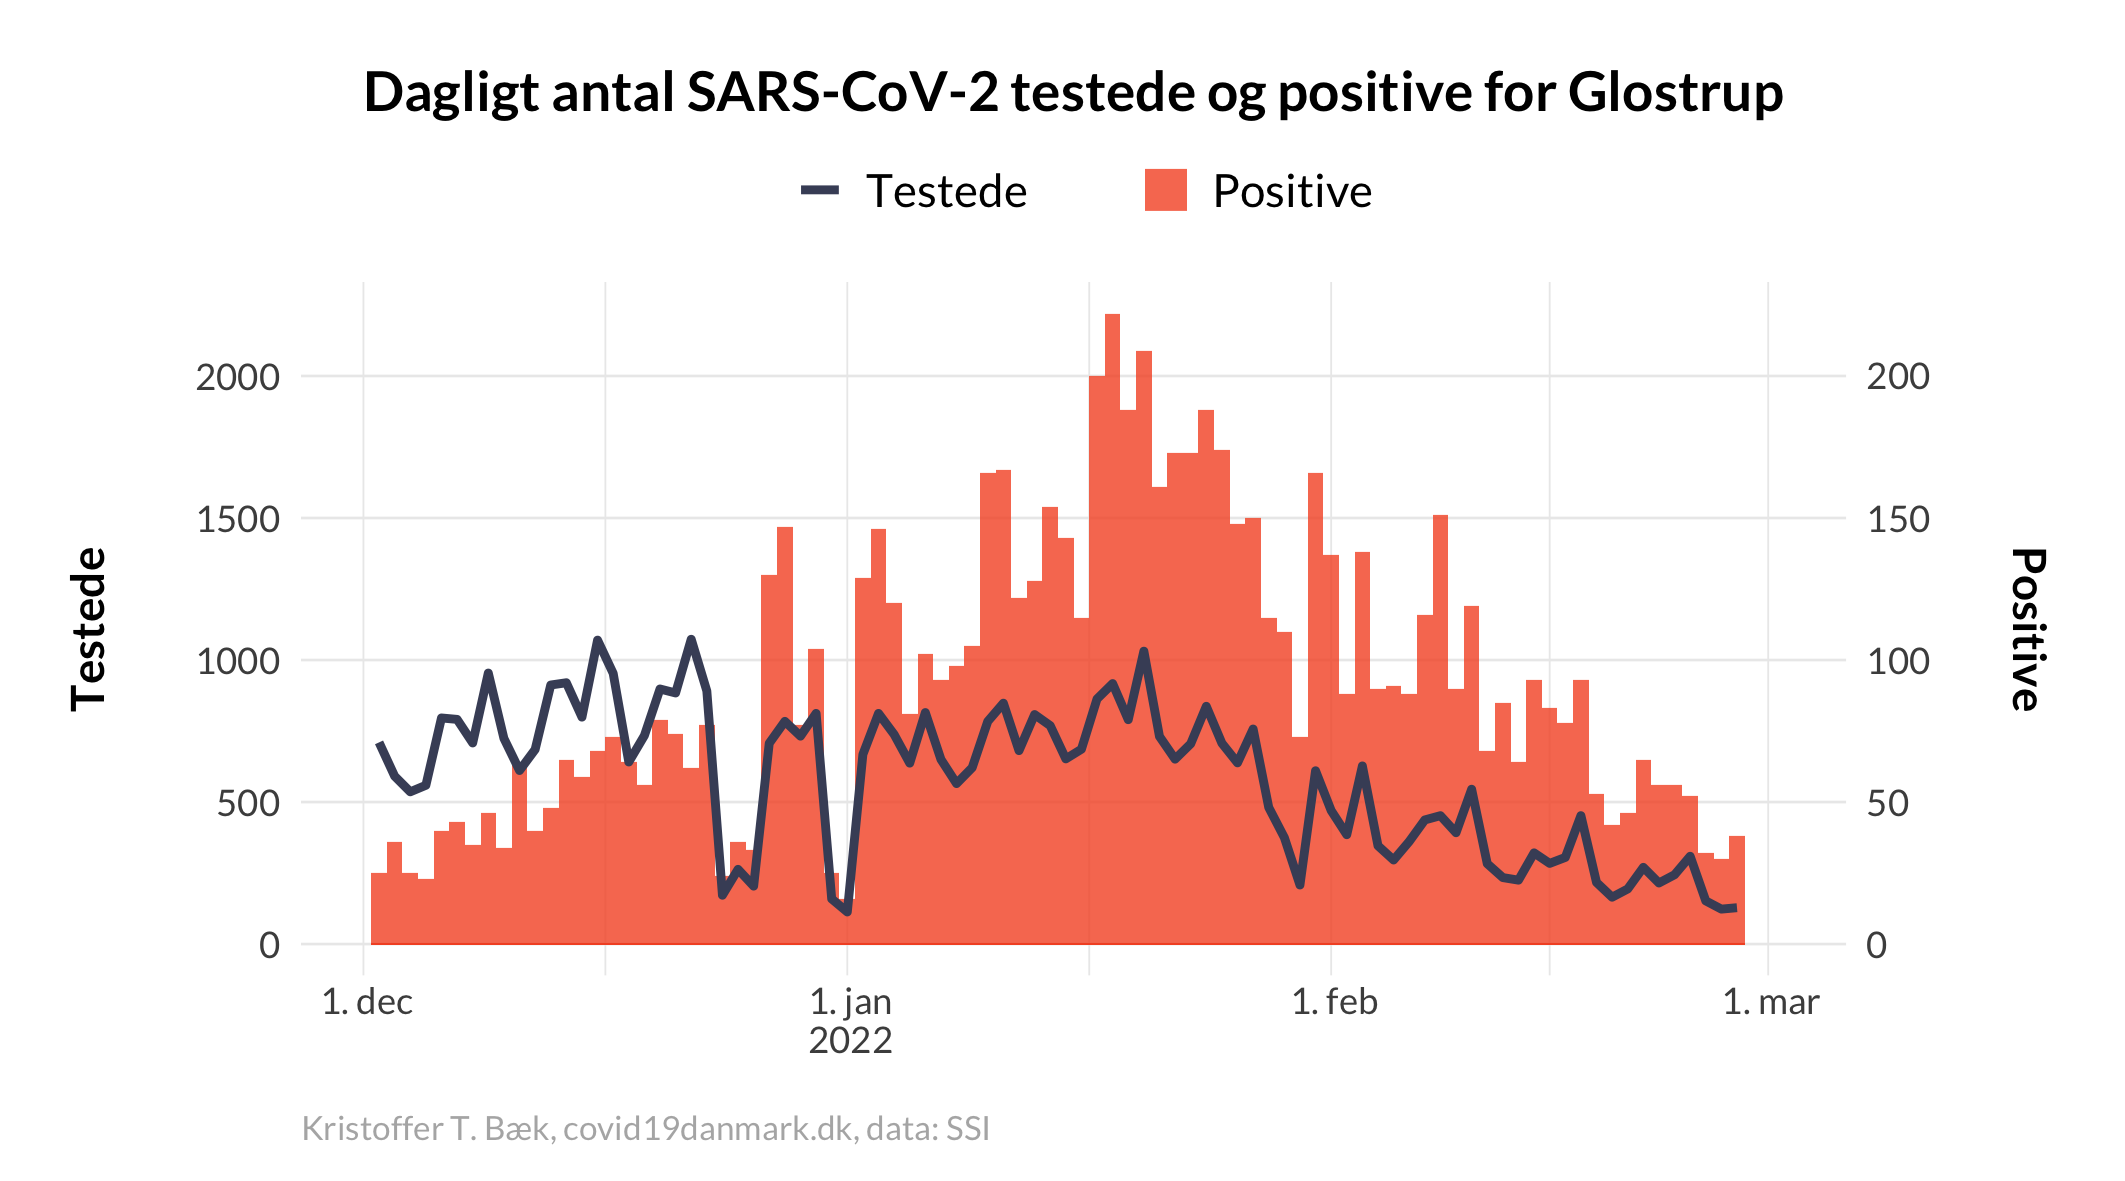 Dagligt antal SARS-CoV-2 testede og positive for Glostrup
Testede
Positive
2000
1500
1000
500
0
Testede
200
150
100
50
0
Positive
1. dec
1. jan
2022
1. feb
1. mar
Kristoffer T. Bæk, covid19danmark.dk, data: SSI